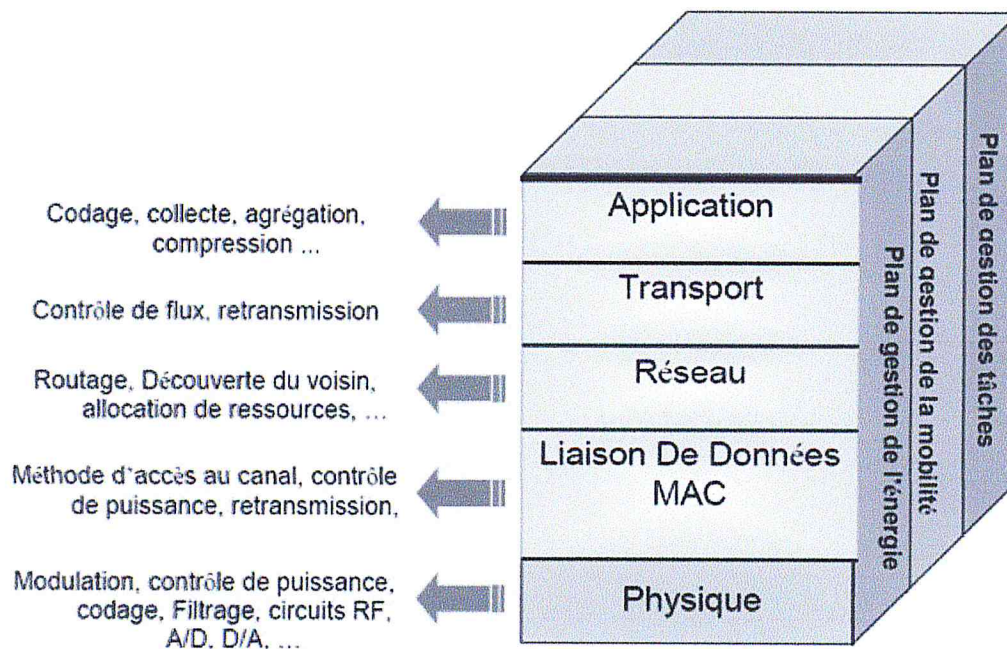 Codage, collecte, agrégation,
compression ...
Application
Contrôle de flux, retransmission
Transport
Routage, Découverte du voisin,
allocation de ressources, ...
Réseau
Méthode d'accès au canal, contrôle
de puissance, retransmission,
Liaison De Données
MAC
Modulation, contrôle de puissance,
codage, Filtrage, circuits RF,
A/D, D/A, ...
Physique
Plan de gestion de l'énergie
Plan de gestion de la mobilité
Plan de gestion des tâches